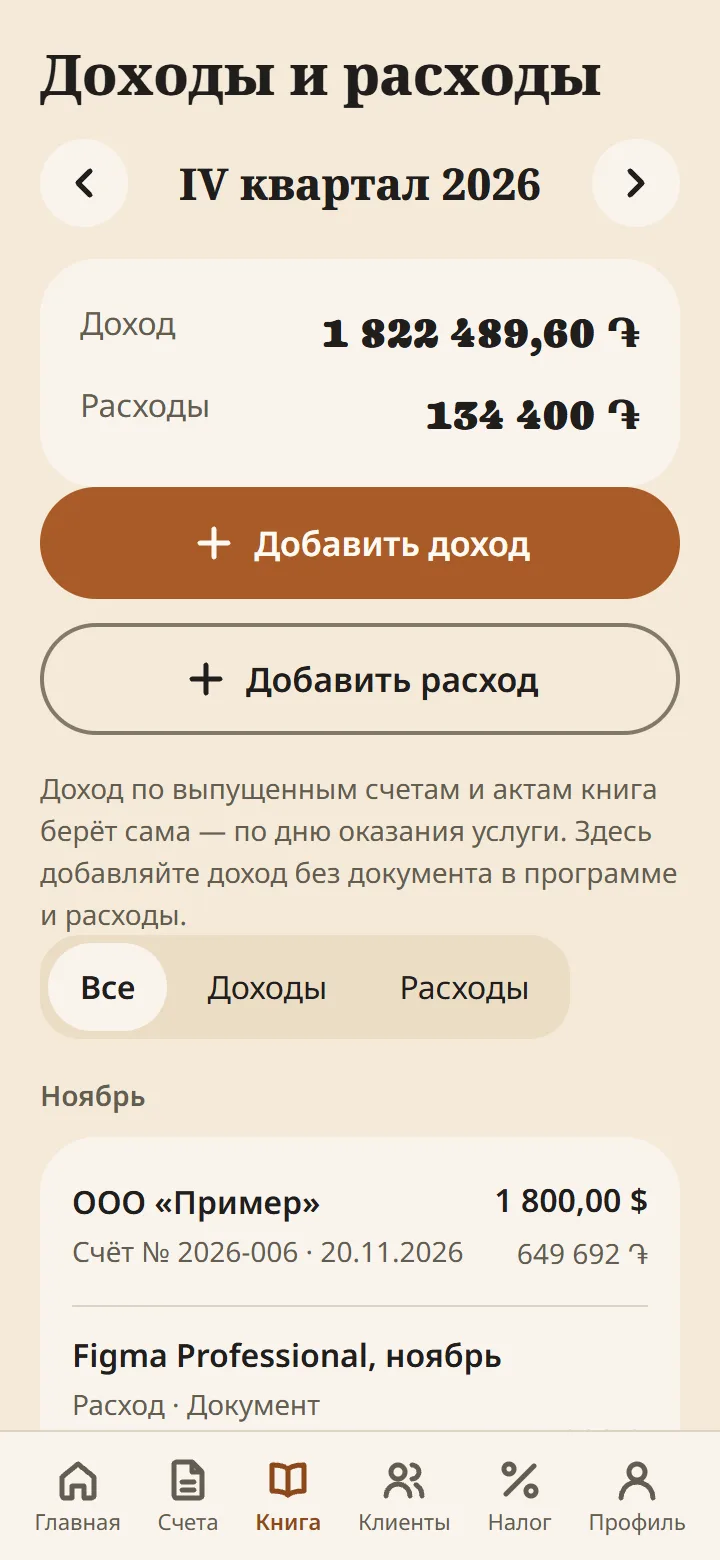 Доходы и расходы
IV квартал 2026
Доход 1 822 489,60 ֏
Расходы 134 400 ֏
+ Добавить доход
+ Добавить расход
Доход по выпущенным счетам и актам книга
берёт сама — по дню оказания услуги. Здесь
добавляйте доход без документа в программе
и расходы.
Все Доходы Расходы
Ноябрь
ООО «Пример» 1 800,00 $
Счёт № 2026-006 · 20.11.2026 649 692 ֏
Figma Professional, ноябрь
Расход · Документ
Главная Счета Книга Клиенты Налог Профиль